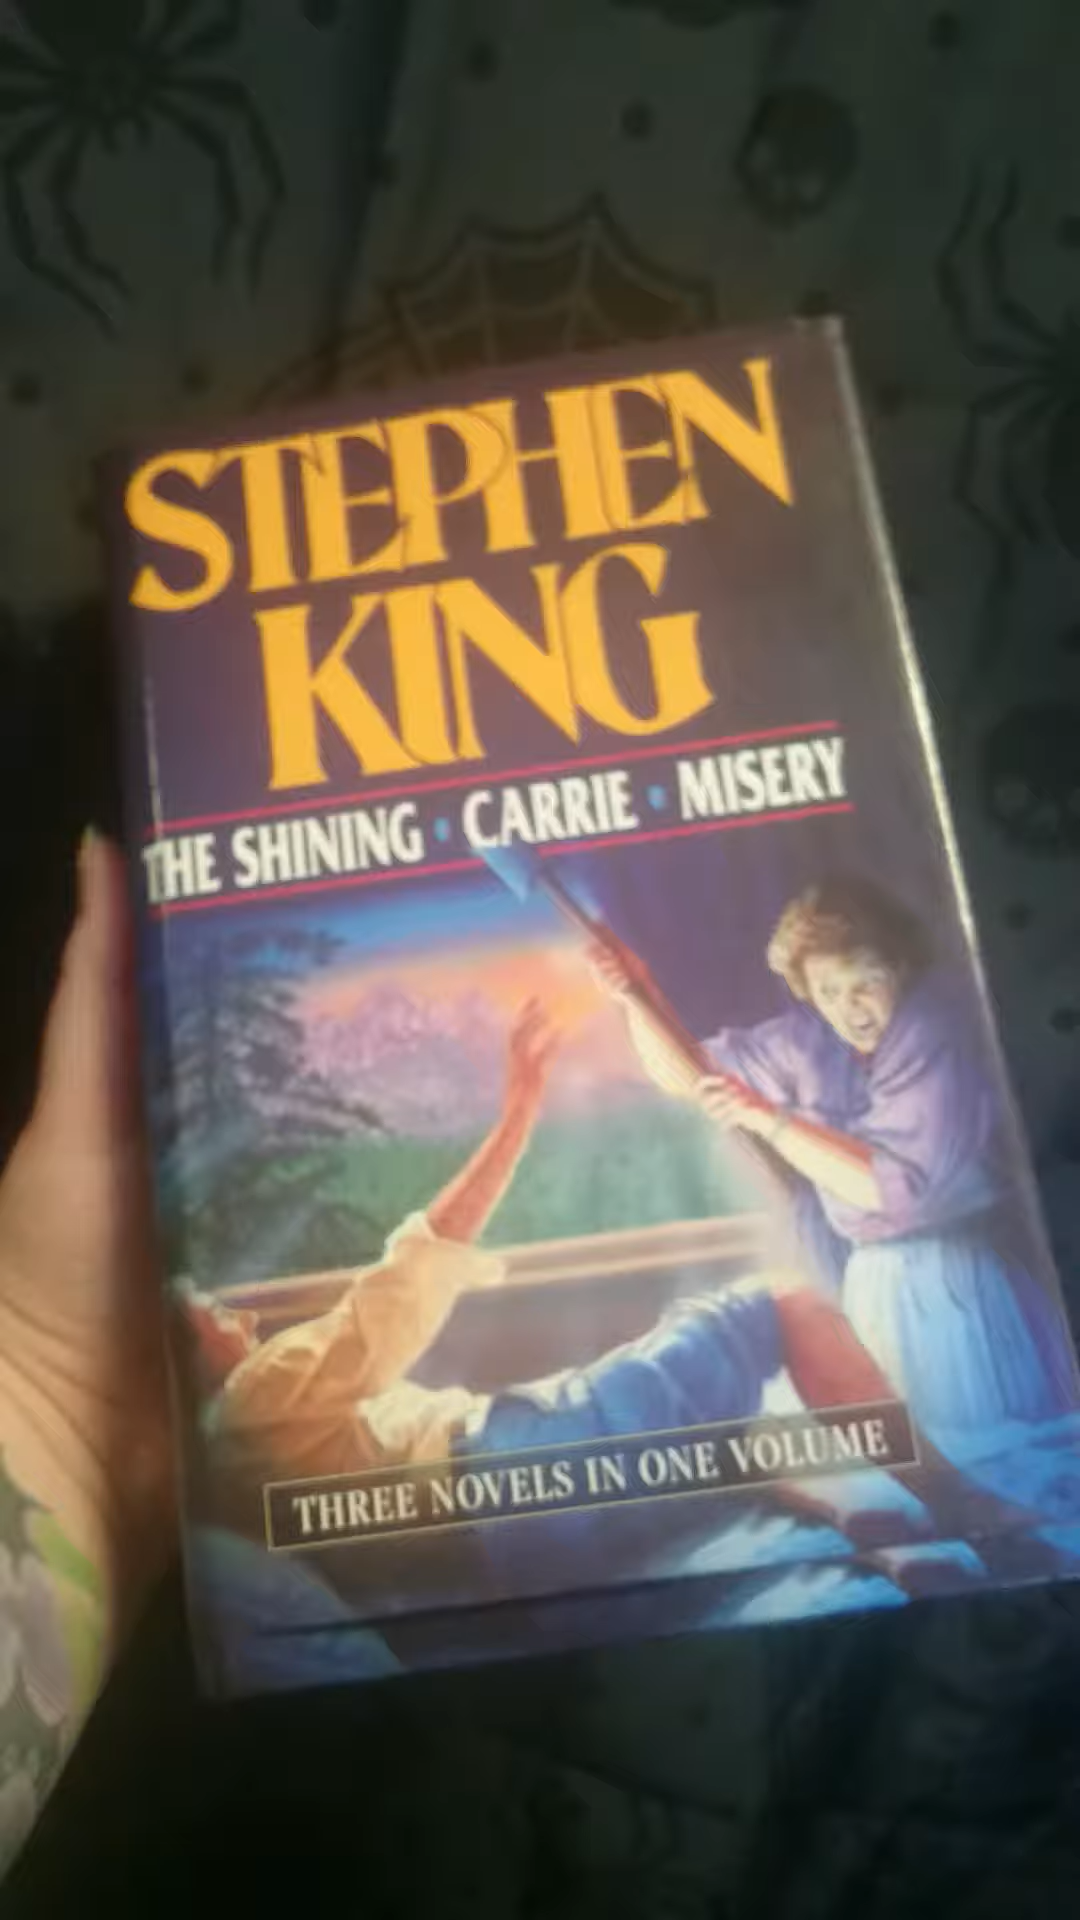 STEPHEN
KING
THE SHINING • CARRIE • MISERY
THREE NOVELS IN ONE VOLUME